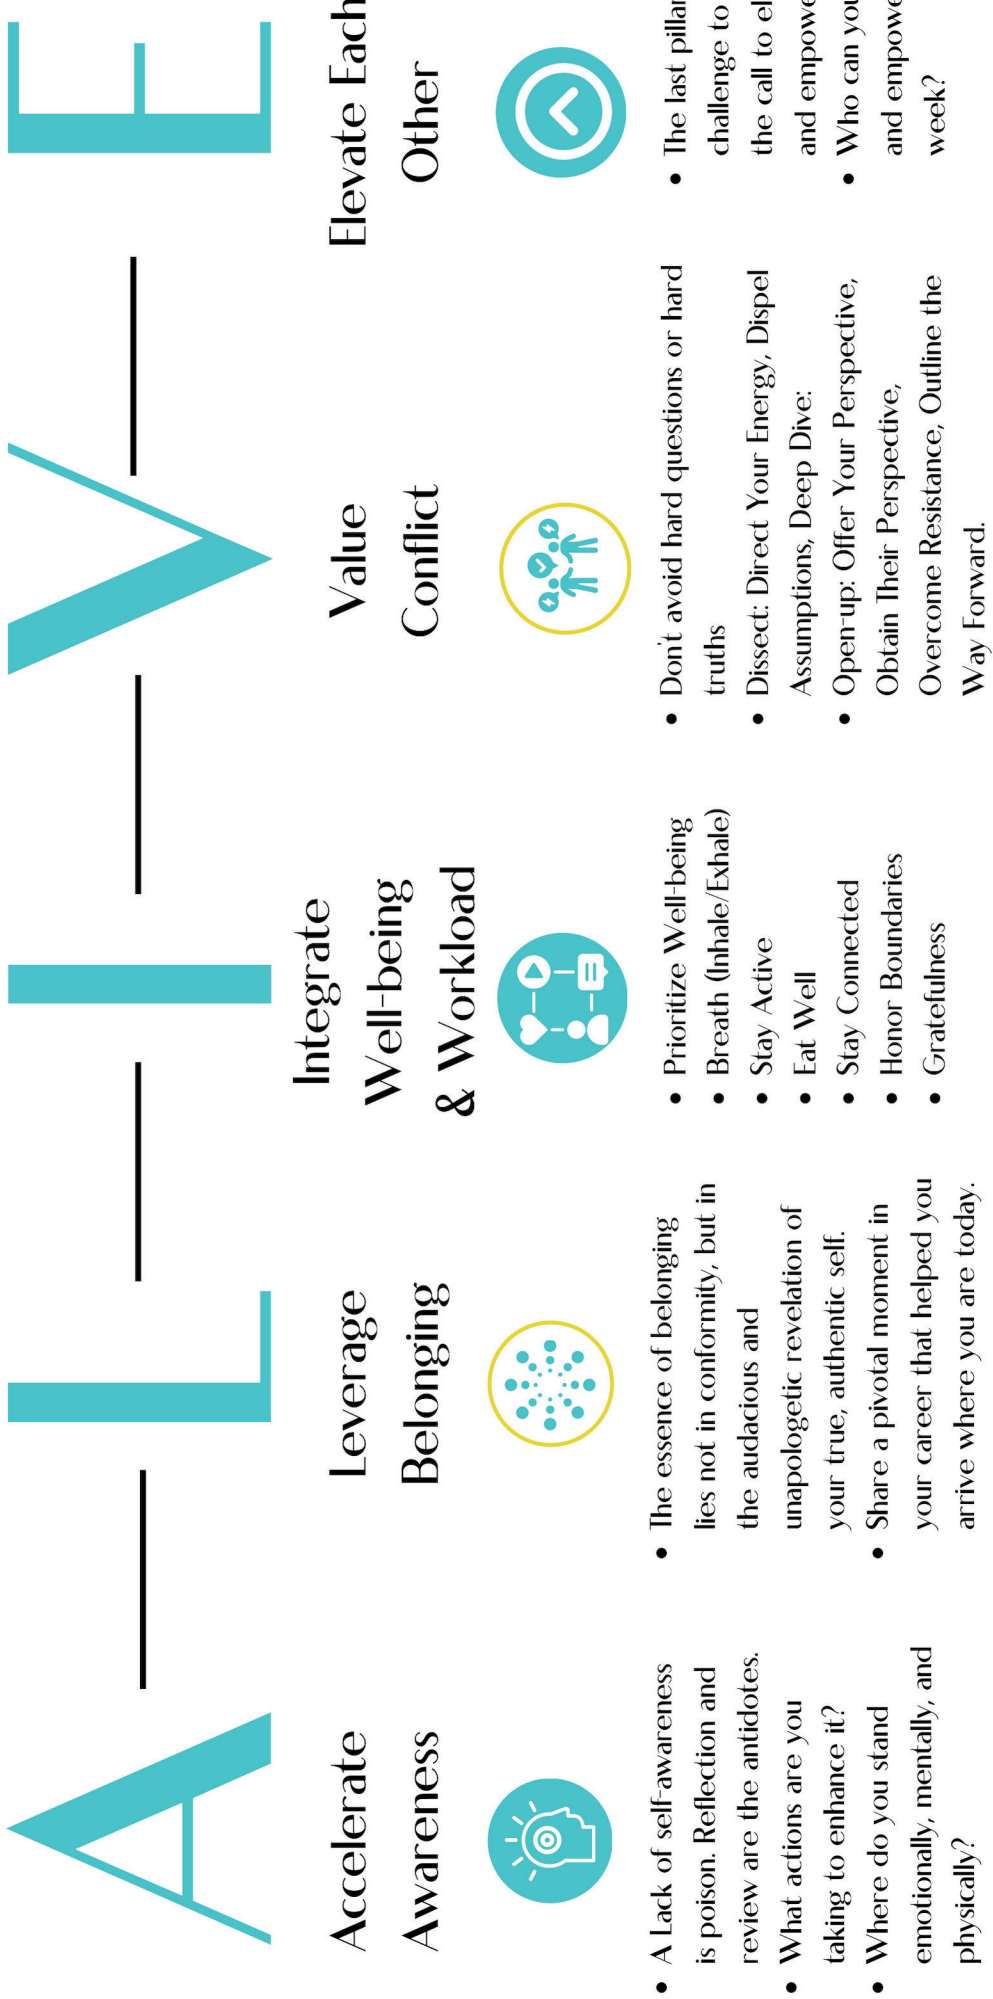 A
L
I
V
E
Accelerate
Awareness
• A Lack of self-awareness
is poison. Reflection and
review are the antidotes.
• What actions are you
taking to enhance it?
• Where do you stand
emotionally, mentally, and
physically?
Leverage
Belonging
• The essence of belonging
lies not in conformity, but in
the audacious and
unapologetic revelation of
your true, authentic self.
• Share a pivotal moment in
your career that helped you
arrive where you are today.
Integrate
Well-being
& Workload
• Prioritize Well-being
• Breath (Inhale/Exhale)
• Stay Active
• Eat Well
• Stay Connected
• Honor Boundaries
• Gratefulness
Value
Conflict
• Don't avoid hard questions or hard
truths
• Dissect: Direct Your Energy, Dispel
Assumptions, Deep Dive:
• Open-up: Offer Your Perspective,
Obtain Their Perspective,
Overcome Resistance, Outline the
Way Forward.
Elevate Each
Other
• The last pillar
challenge to
the call to
and
• Who can you
and
week?